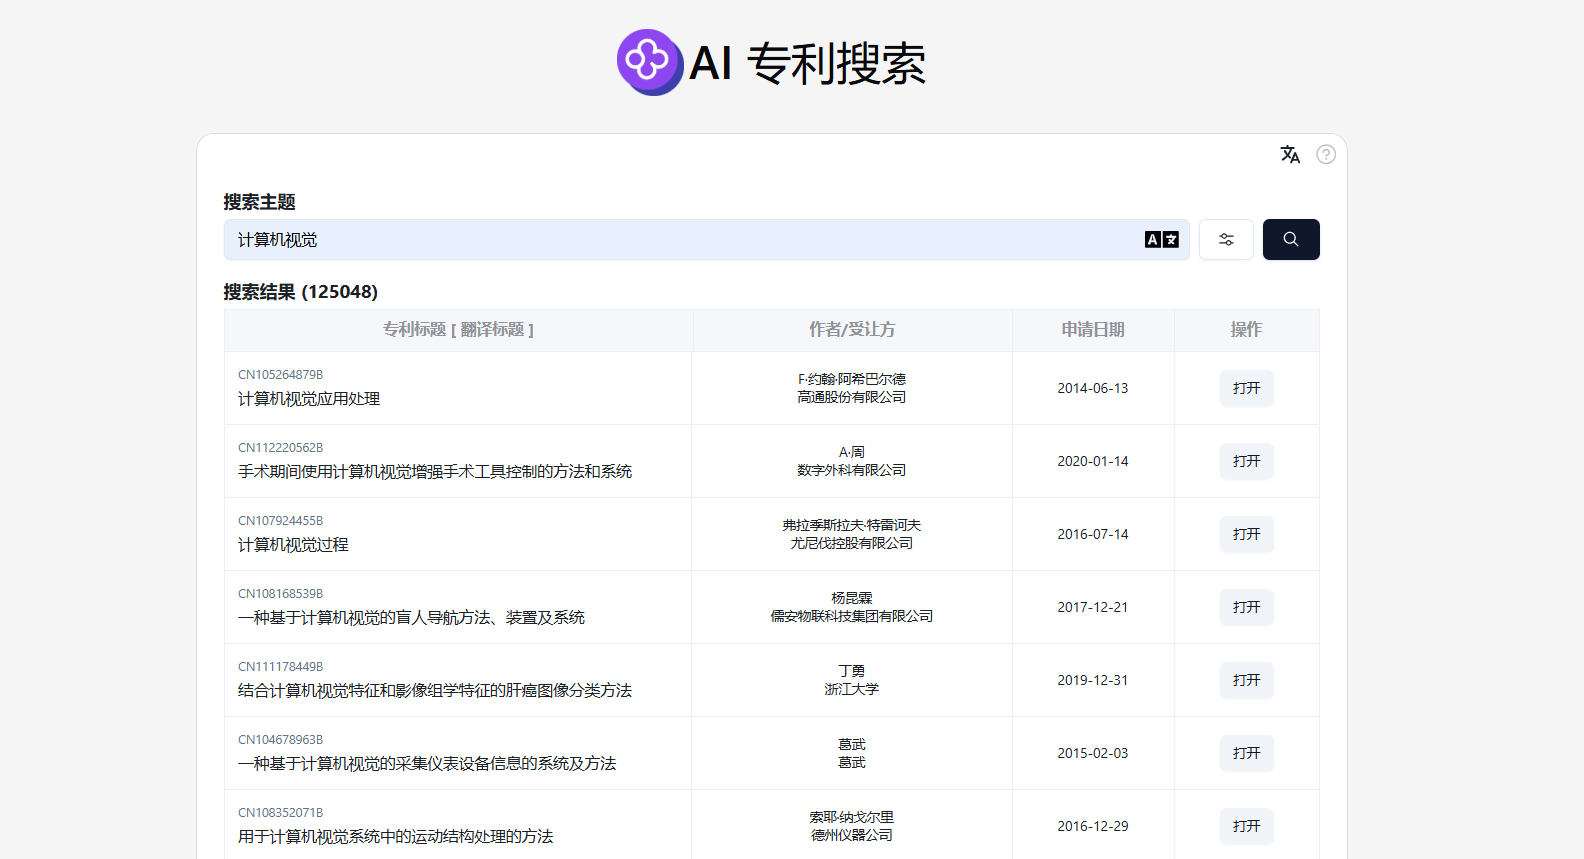 AI 专利搜索
搜索主题
计算机视觉
搜索结果 (125048)
专利标题 [ 翻译标题 ] 作者/受让方 申请日期 操作
CN105264879B
计算机视觉应用处理
F·约翰·阿希巴尔德
高通股份有限公司
2014-06-13
打开
CN112220562B
手术期间使用计算机视觉增强手术工具控制的方法和系统
A·周
数字外科有限公司
2020-01-14
打开
CN107924455B
计算机视觉过程
弗拉季斯拉夫·特雷诃夫
尤尼伐控股有限公司
2016-07-14
打开
CN108168539B
一种基于计算机视觉的盲人导航方法、装置及系统
杨昆霖
儒安物联科技集团有限公司
2017-12-21
打开
CN111178449B
结合计算机视觉特征和影像组学特征的肝癌图像分类方法
丁勇
浙江大学
2019-12-31
打开
CN104678963B
一种基于计算机视觉的采集仪表设备信息的系统及方法
葛武
葛武
2015-02-03
打开
CN108352071B
用于计算机视觉系统中的运动结构处理的方法
索耶·纳戈尔里
德州仪器公司
2016-12-29
打开